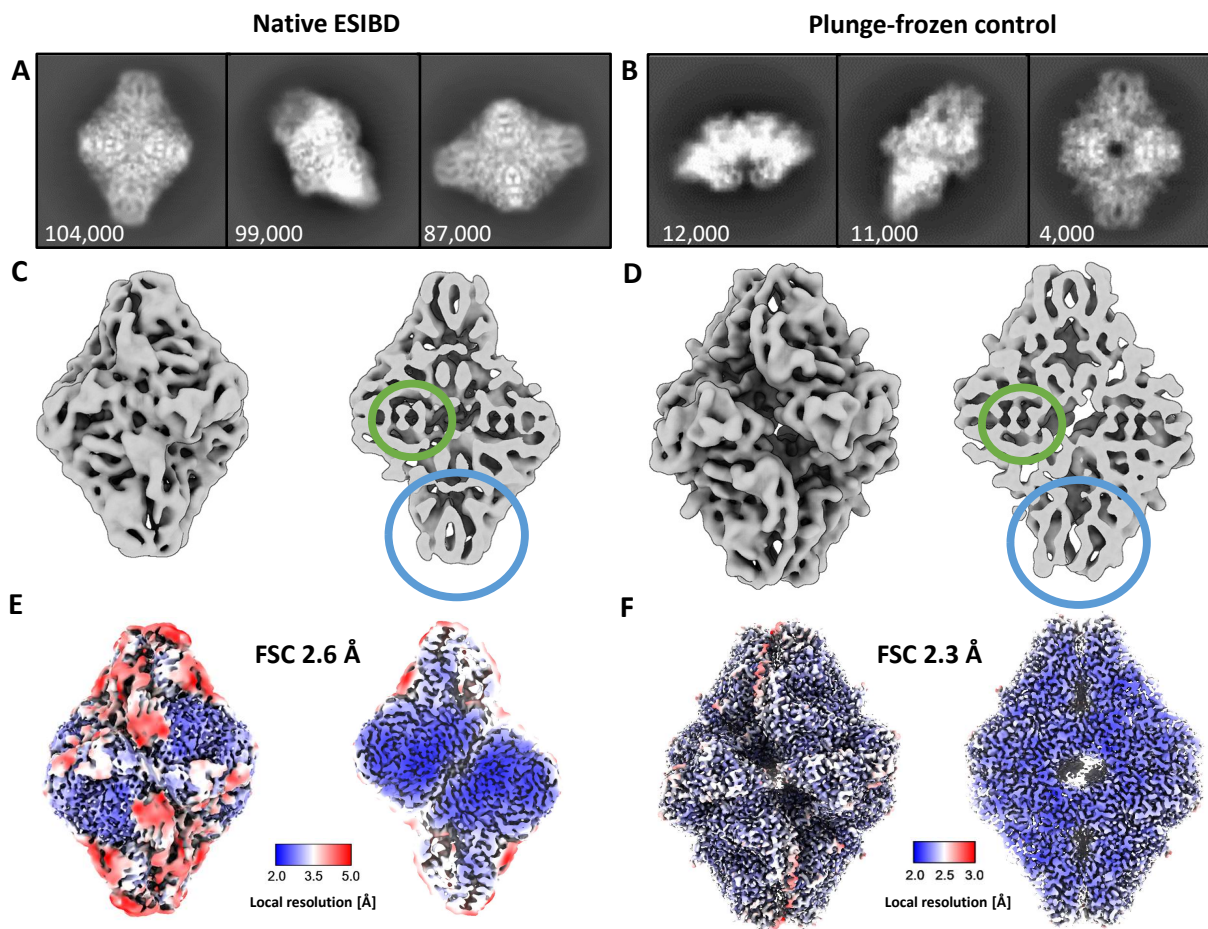 Native ESIBD
Plunge-frozen control
A
B
104,000
99,000
87,000
12,000
11,000
4,000
C
D
E
F
FSC 2.6 Å
FSC 2.3 Å
2.0 3.5 5.0
Local resolution [Å]
2.0 2.5 3.0
Local resolution [Å]